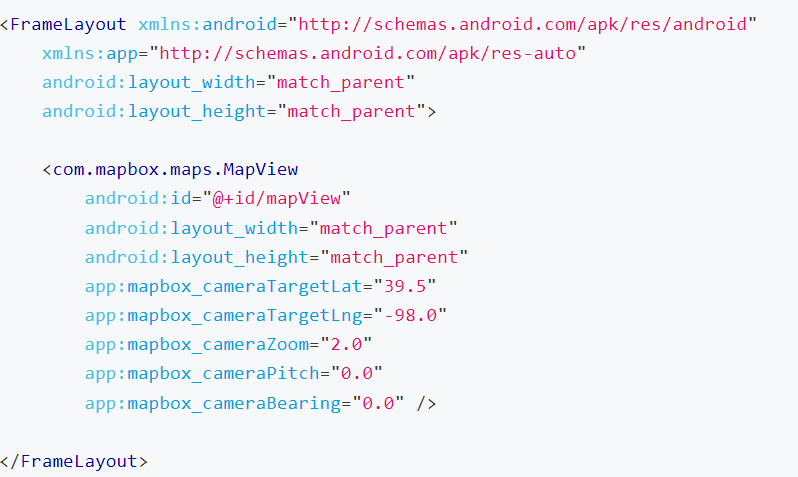 <FrameLayout xmlns:android="http://schemas.android.com/apk/res/android"
    xmlns:app="http://schemas.android.com/apk/res-auto"
    android:layout_width="match_parent"
    android:layout_height="match_parent">

    <com.mapbox.maps.MapView
        android:id="@+id/mapView"
        android:layout_width="match_parent"
        android:layout_height="match_parent"
        app:mapbox_cameraTargetLat="39.5"
        app:mapbox_cameraTargetLng="-98.0"
        app:mapbox_cameraZoom="2.0"
        app:mapbox_cameraPitch="0.0"
        app:mapbox_cameraBearing="0.0" />

</FrameLayout>